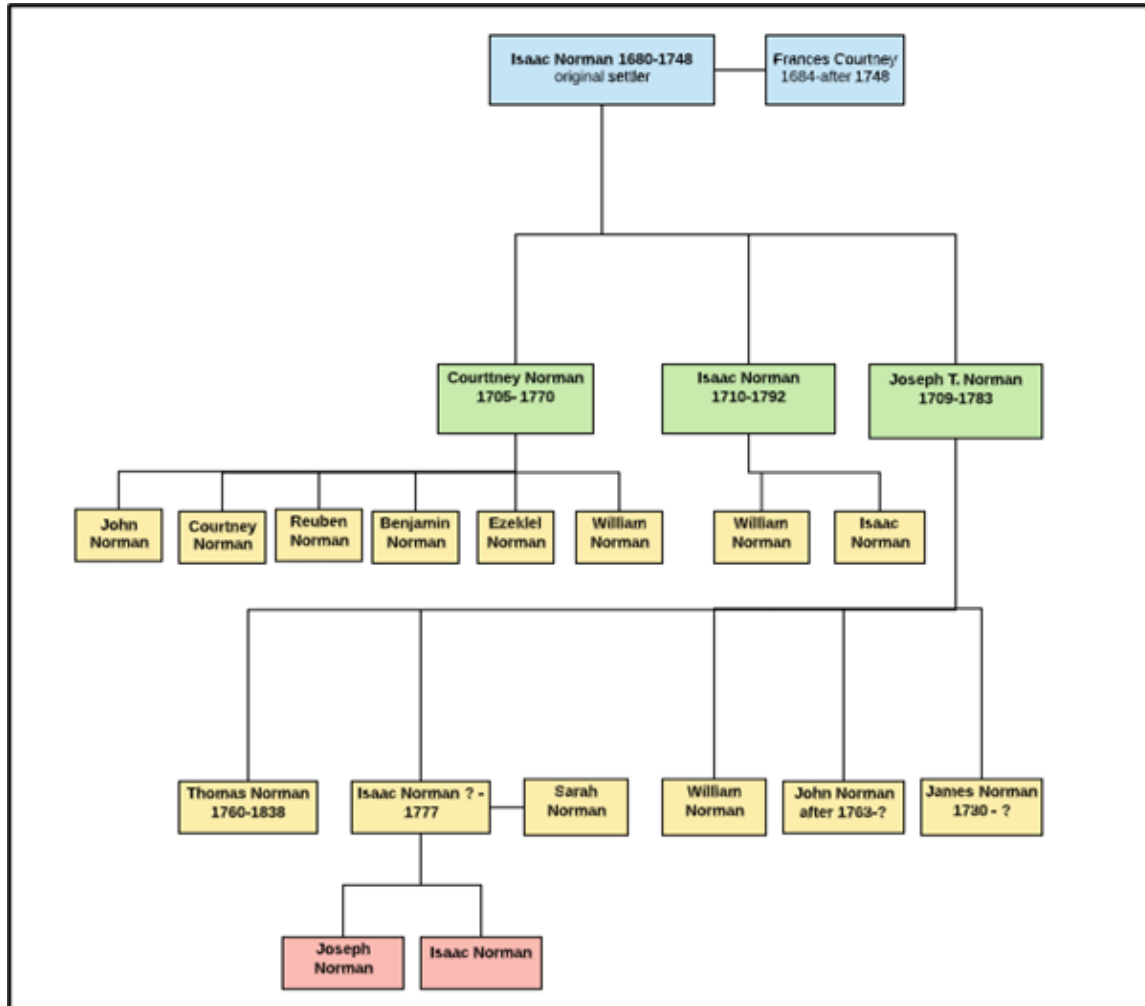 Isaac Norman 1680-1748
original settler
Frances Courtney
1684-after 1748
Courttney Norman
1705- 1770
Isaac Norman
1710-1792
Joseph T. Norman
1709-1783
John
Norman
Courtney
Norman
Reuben
Norman
Benjamin
Norman
Ezeklel
Norman
William
Norman
William
Norman
Isaac
Norman
Thomas Norman
1760-1838
Isaac Norman ? -
1777
Sarah
Norman
William
Norman
John Norman
after 1763-?
James Norman
1730 - ?
Joseph
Norman
Isaac Norman